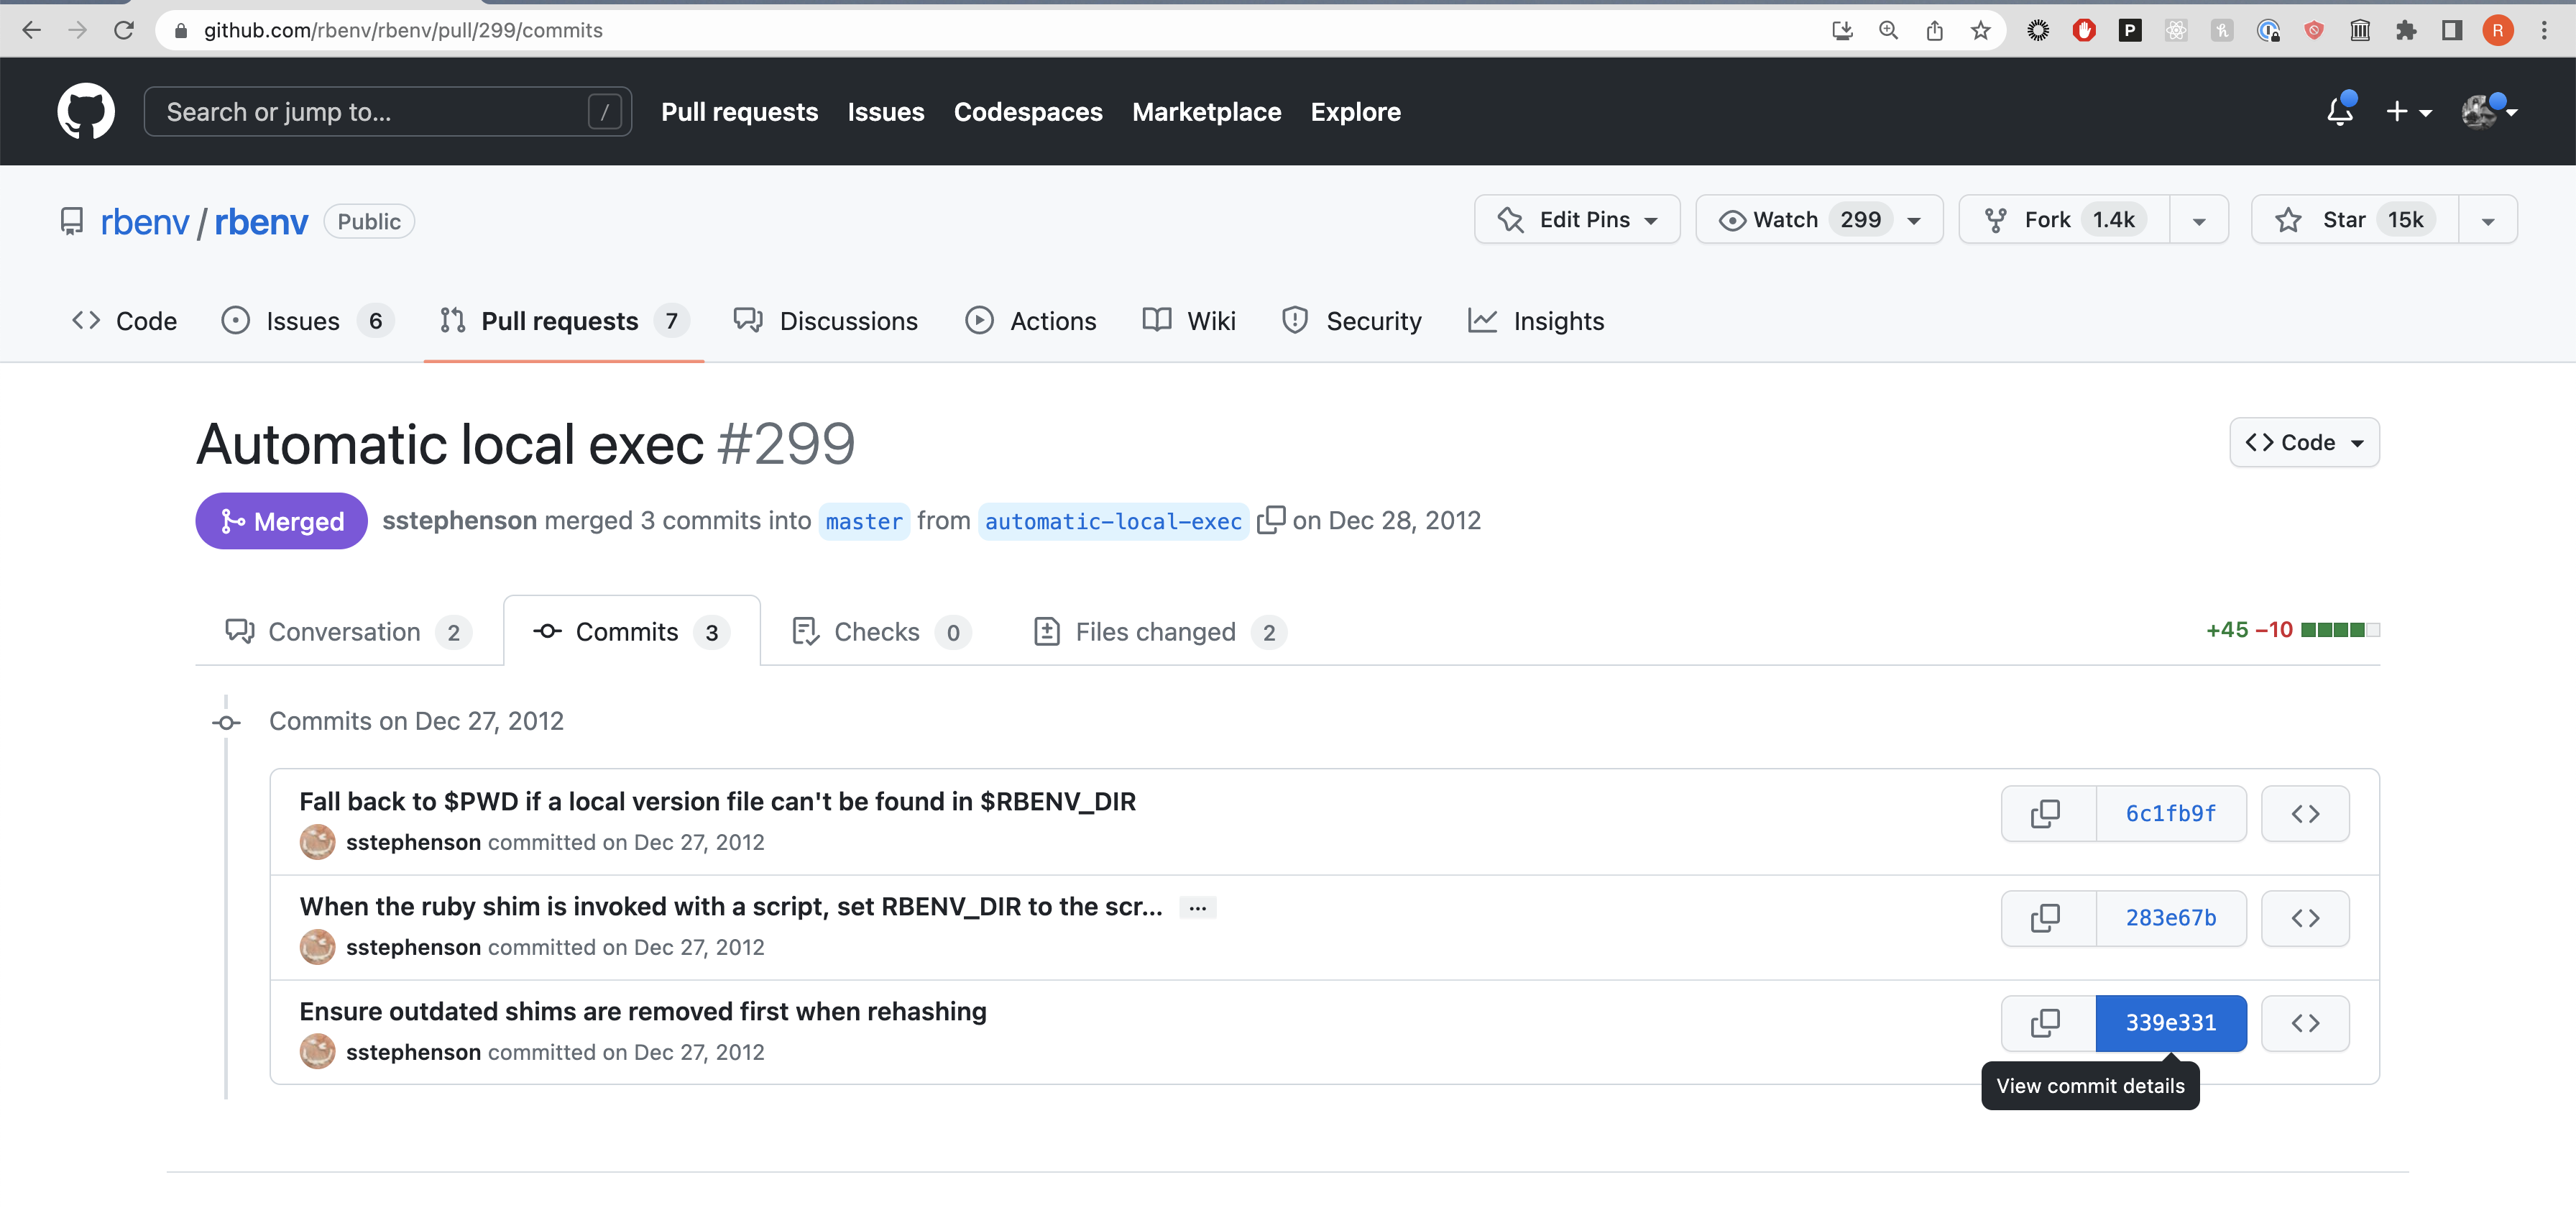 github.com/rbenv/rbenv/pull/299/commits
P
R
Search or jump to...
/
Pull requests
Issues
Codespaces
Marketplace
Explore
rbenv / rbenv
Public
Edit Pins
Watch 299
Fork 1.4k
Star 15k
Code
Issues 6
Pull requests 7
Discussions
Actions
Wiki
Security
Insights
Automatic local exec #299
Code
Merged
sstephenson merged 3 commits into master from automatic-local-exec on Dec 28, 2012
Conversation 2
Commits 3
Checks 0
Files changed 2
+45 −10
Commits on Dec 27, 2012
Fall back to $PWD if a local version file can't be found in $RBENV_DIR
sstephenson committed on Dec 27, 2012
6c1fb9f
When the ruby shim is invoked with a script, set RBENV_DIR to the scr... …
sstephenson committed on Dec 27, 2012
283e67b
Ensure outdated shims are removed first when rehashing
sstephenson committed on Dec 27, 2012
339e331
View commit details